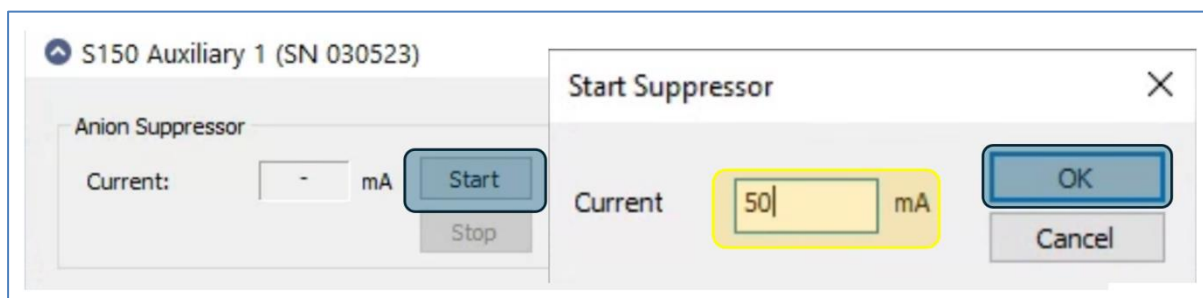 S150 Auxiliary 1 (SN 030523)
Anion Suppressor
Current: - mA Start
Stop
Start Suppressor
Current 50 mA
OK
Cancel